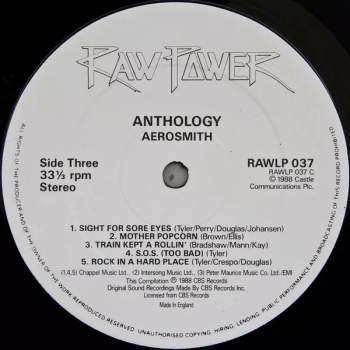 RAW POWER
ANTHOLOGY
AEROSMITH
Side Three
33⅓ rpm
Stereo
RAWLP 037
RAWLP 037 C
℗ 1988 Castle
Communications Plc.
1. SIGHT FOR SORE EYES (Tyler/Perry/Douglas/Johansen)
2. MOTHER POPCORN (Brown/Ellis)
3. TRAIN KEPT A ROLLIN' (Bradshaw/Mann/Kay)
4. S.O.S. (TOO BAD) (Tyler)
5. ROCK IN A HARD PLACE (Tyler/Crespo/Douglas)
(1,4,5) Chappel Music Ltd. (2) Intersong Music Ltd. (3) Peter Maurice Music Co. Ltd./EMI
This Compilation ℗ 1988 CBS Records
Original Sound Recordings Made By CBS Records Inc.
Licensed from CBS Records
Made in England
ALL RIGHTS OF THE PRODUCER AND OF THE OWNER OF THE WORK REPRODUCED RESERVED. UNAUTHORISED COPYING, HIRING, LENDING, PUBLIC PERFORMANCE AND BROADCASTING OF THIS RECORD PROHIBITED